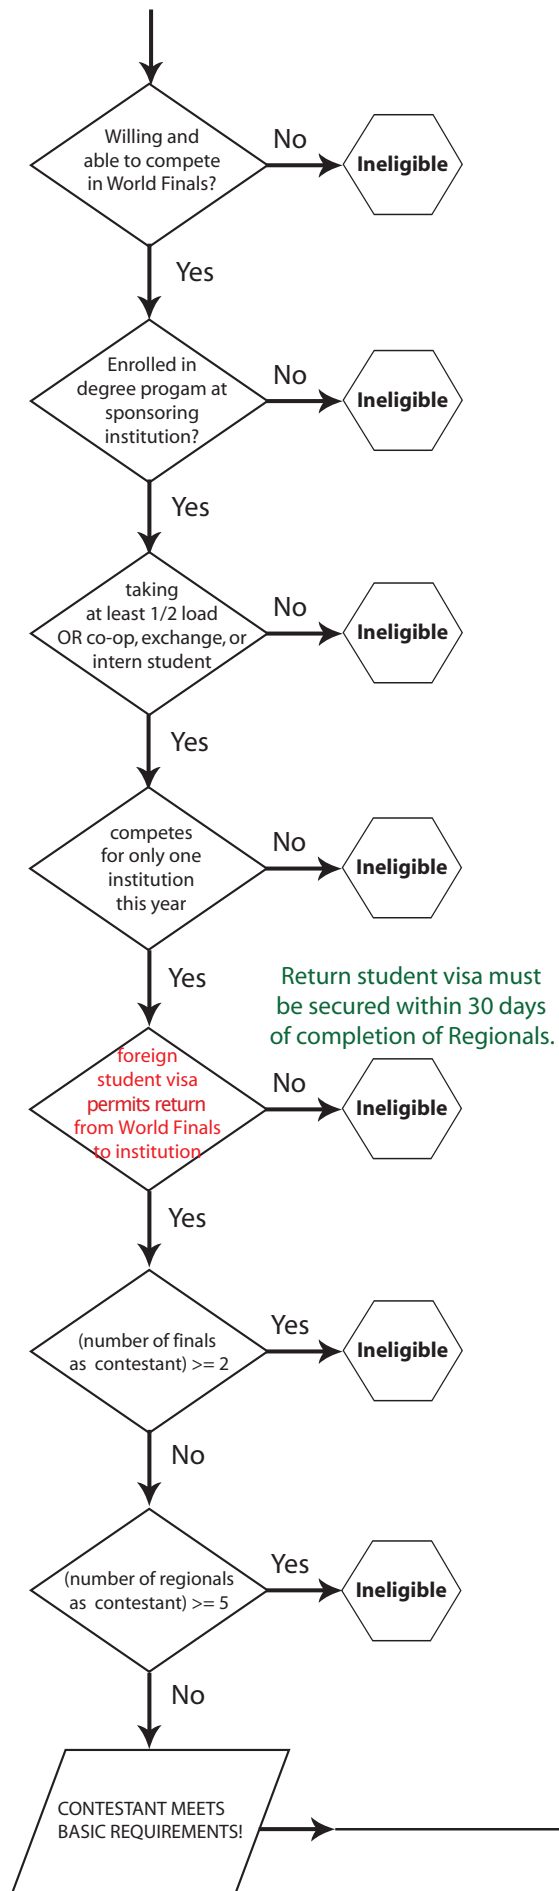 Willing and
able to compete
in World Finals?
No
Ineligible
Yes
Enrolled in
degree progam at
sponsoring
institution?
No
Ineligible
Yes
taking
at least 1/2 load
OR co-op, exchange, or
intern student
No
Ineligible
Yes
competes
for only one
institution
this year
No
Ineligible
Yes
Return student visa must
be secured within 30 days
of completion of Regionals.
foreign
student visa
permits return
from World Finals
to institution
No
Ineligible
Yes
(number of finals
as contestant) >= 2
Yes
Ineligible
No
(number of regionals
as contestant) >= 5
Yes
Ineligible
No
CONTESTANT MEETS
BASIC REQUIREMENTS!